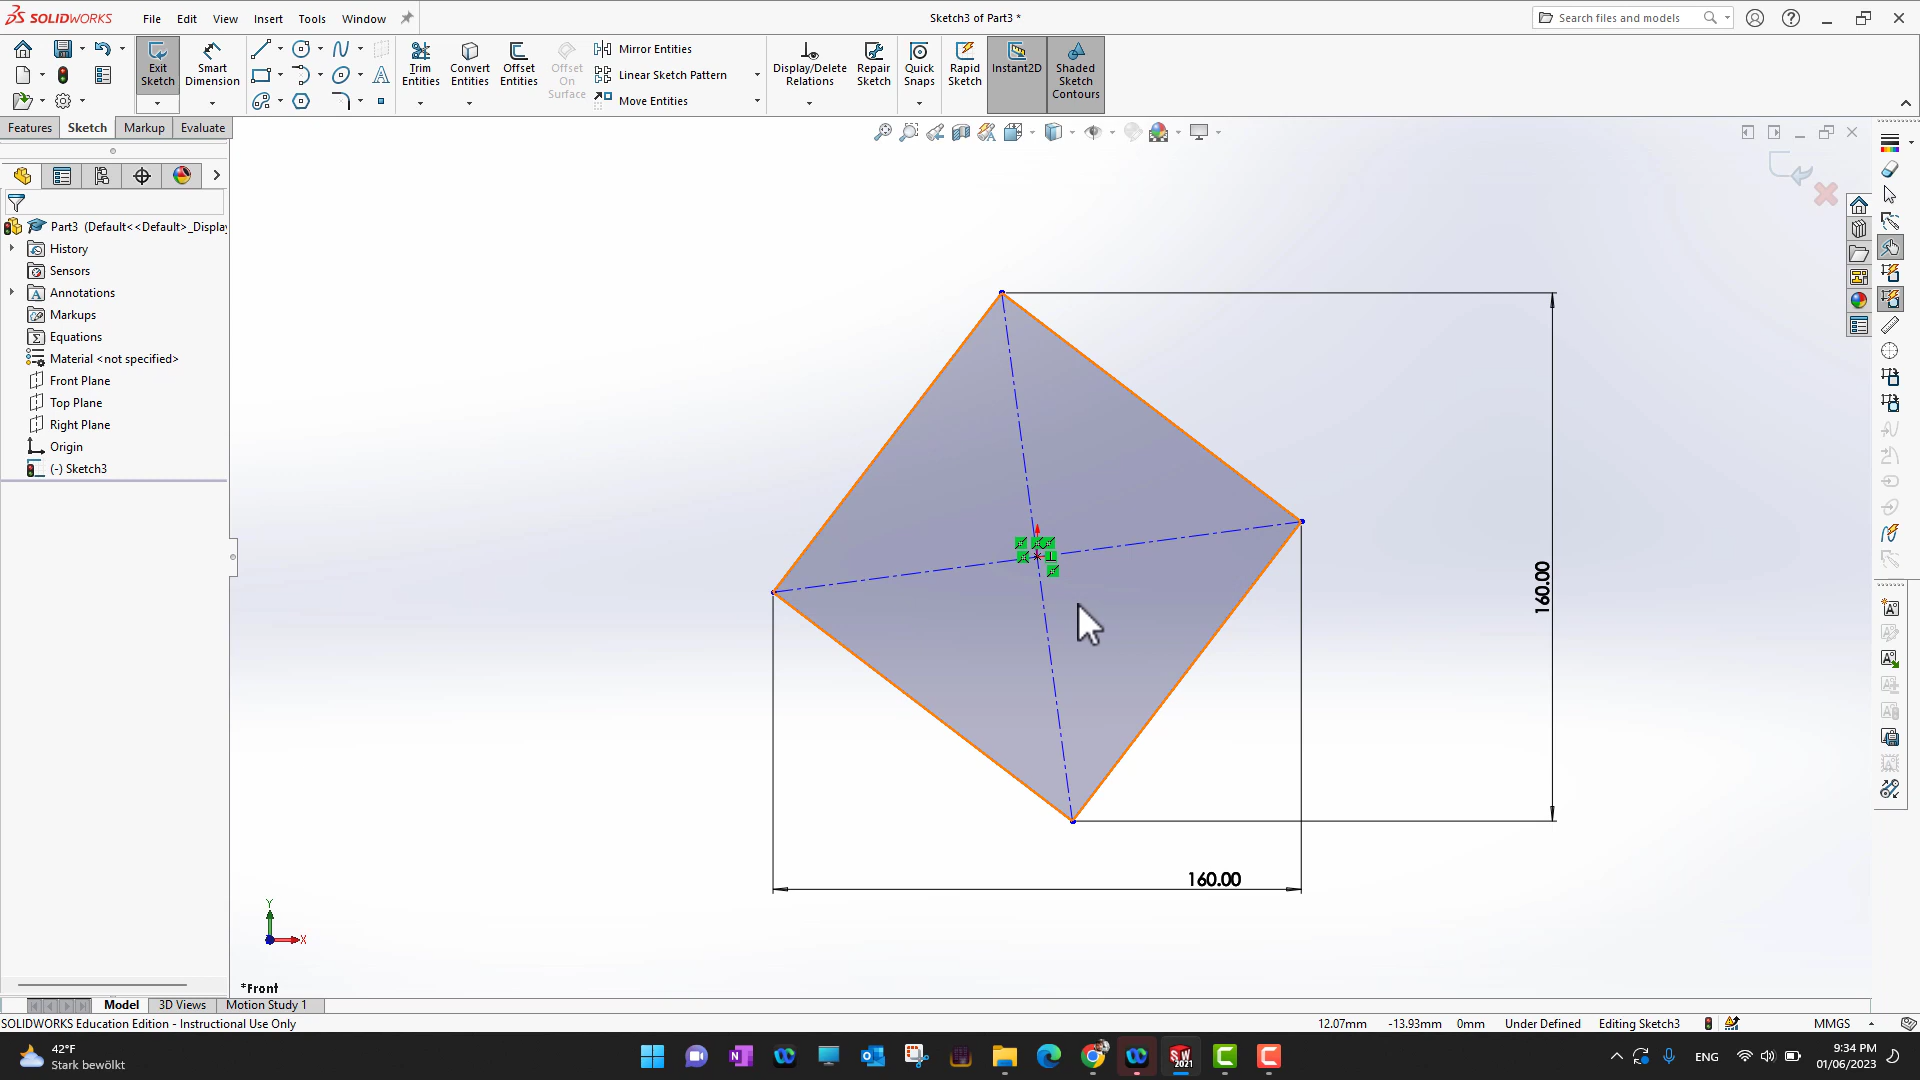 SOLIDWORKS
File
Edit
View
Insert
Tools
Window
Sketch3 of Part3 *
Search files and models
Exit
Sketch
Smart
Dimension
Trim
Entities
Convert
Entities
Offset
Entities
Offset
On
Surface
Mirror Entities
Linear Sketch Pattern
Move Entities
Display/Delete
Relations
Repair
Sketch
Quick
Snaps
Rapid
Sketch
Instant2D
Shaded
Sketch
Contours
Features
Sketch
Markup
Evaluate
Part3 (Default<<Default>_Display
History
Sensors
Annotations
Markups
Equations
Material <not specified>
Front Plane
Top Plane
Right Plane
Origin
(-) Sketch3
160.00
160.00
Y
X
*Front
Model
3D Views
Motion Study 1
SOLIDWORKS Education Edition - Instructional Use Only
12.07mm
-13.93mm
0mm
Under Defined
Editing Sketch3
MMGS
42°F
Stark bewölkt
ENG
9:34 PM
01/06/2023